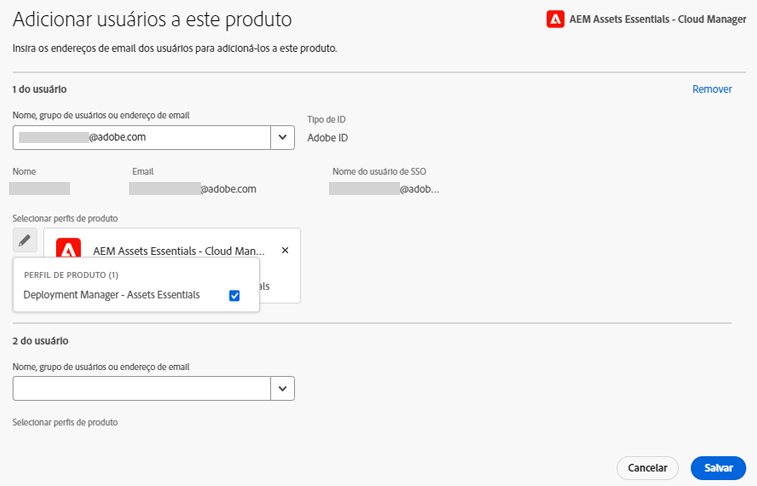 Adicionar usuários a este produto
AEM Assets Essentials - Cloud Manager
Insira os endereços de email dos usuários para adicioná-los a este produto.
1 do usuário
Remover
Nome, grupo de usuários ou endereço de email
Tipo de ID
@adobe.com
Adobe ID
Nome
Email
Nome do usuário de SSO
@adobe.com
@adob...
Selecionar perfis de produto
AEM Assets Essentials - Cloud Man...
PERFIL DE PRODUTO (1)
Deployment Manager - Assets Essentials
als
2 do usuário
Nome, grupo de usuários ou endereço de email
Selecionar perfis de produto
Cancelar
Salvar